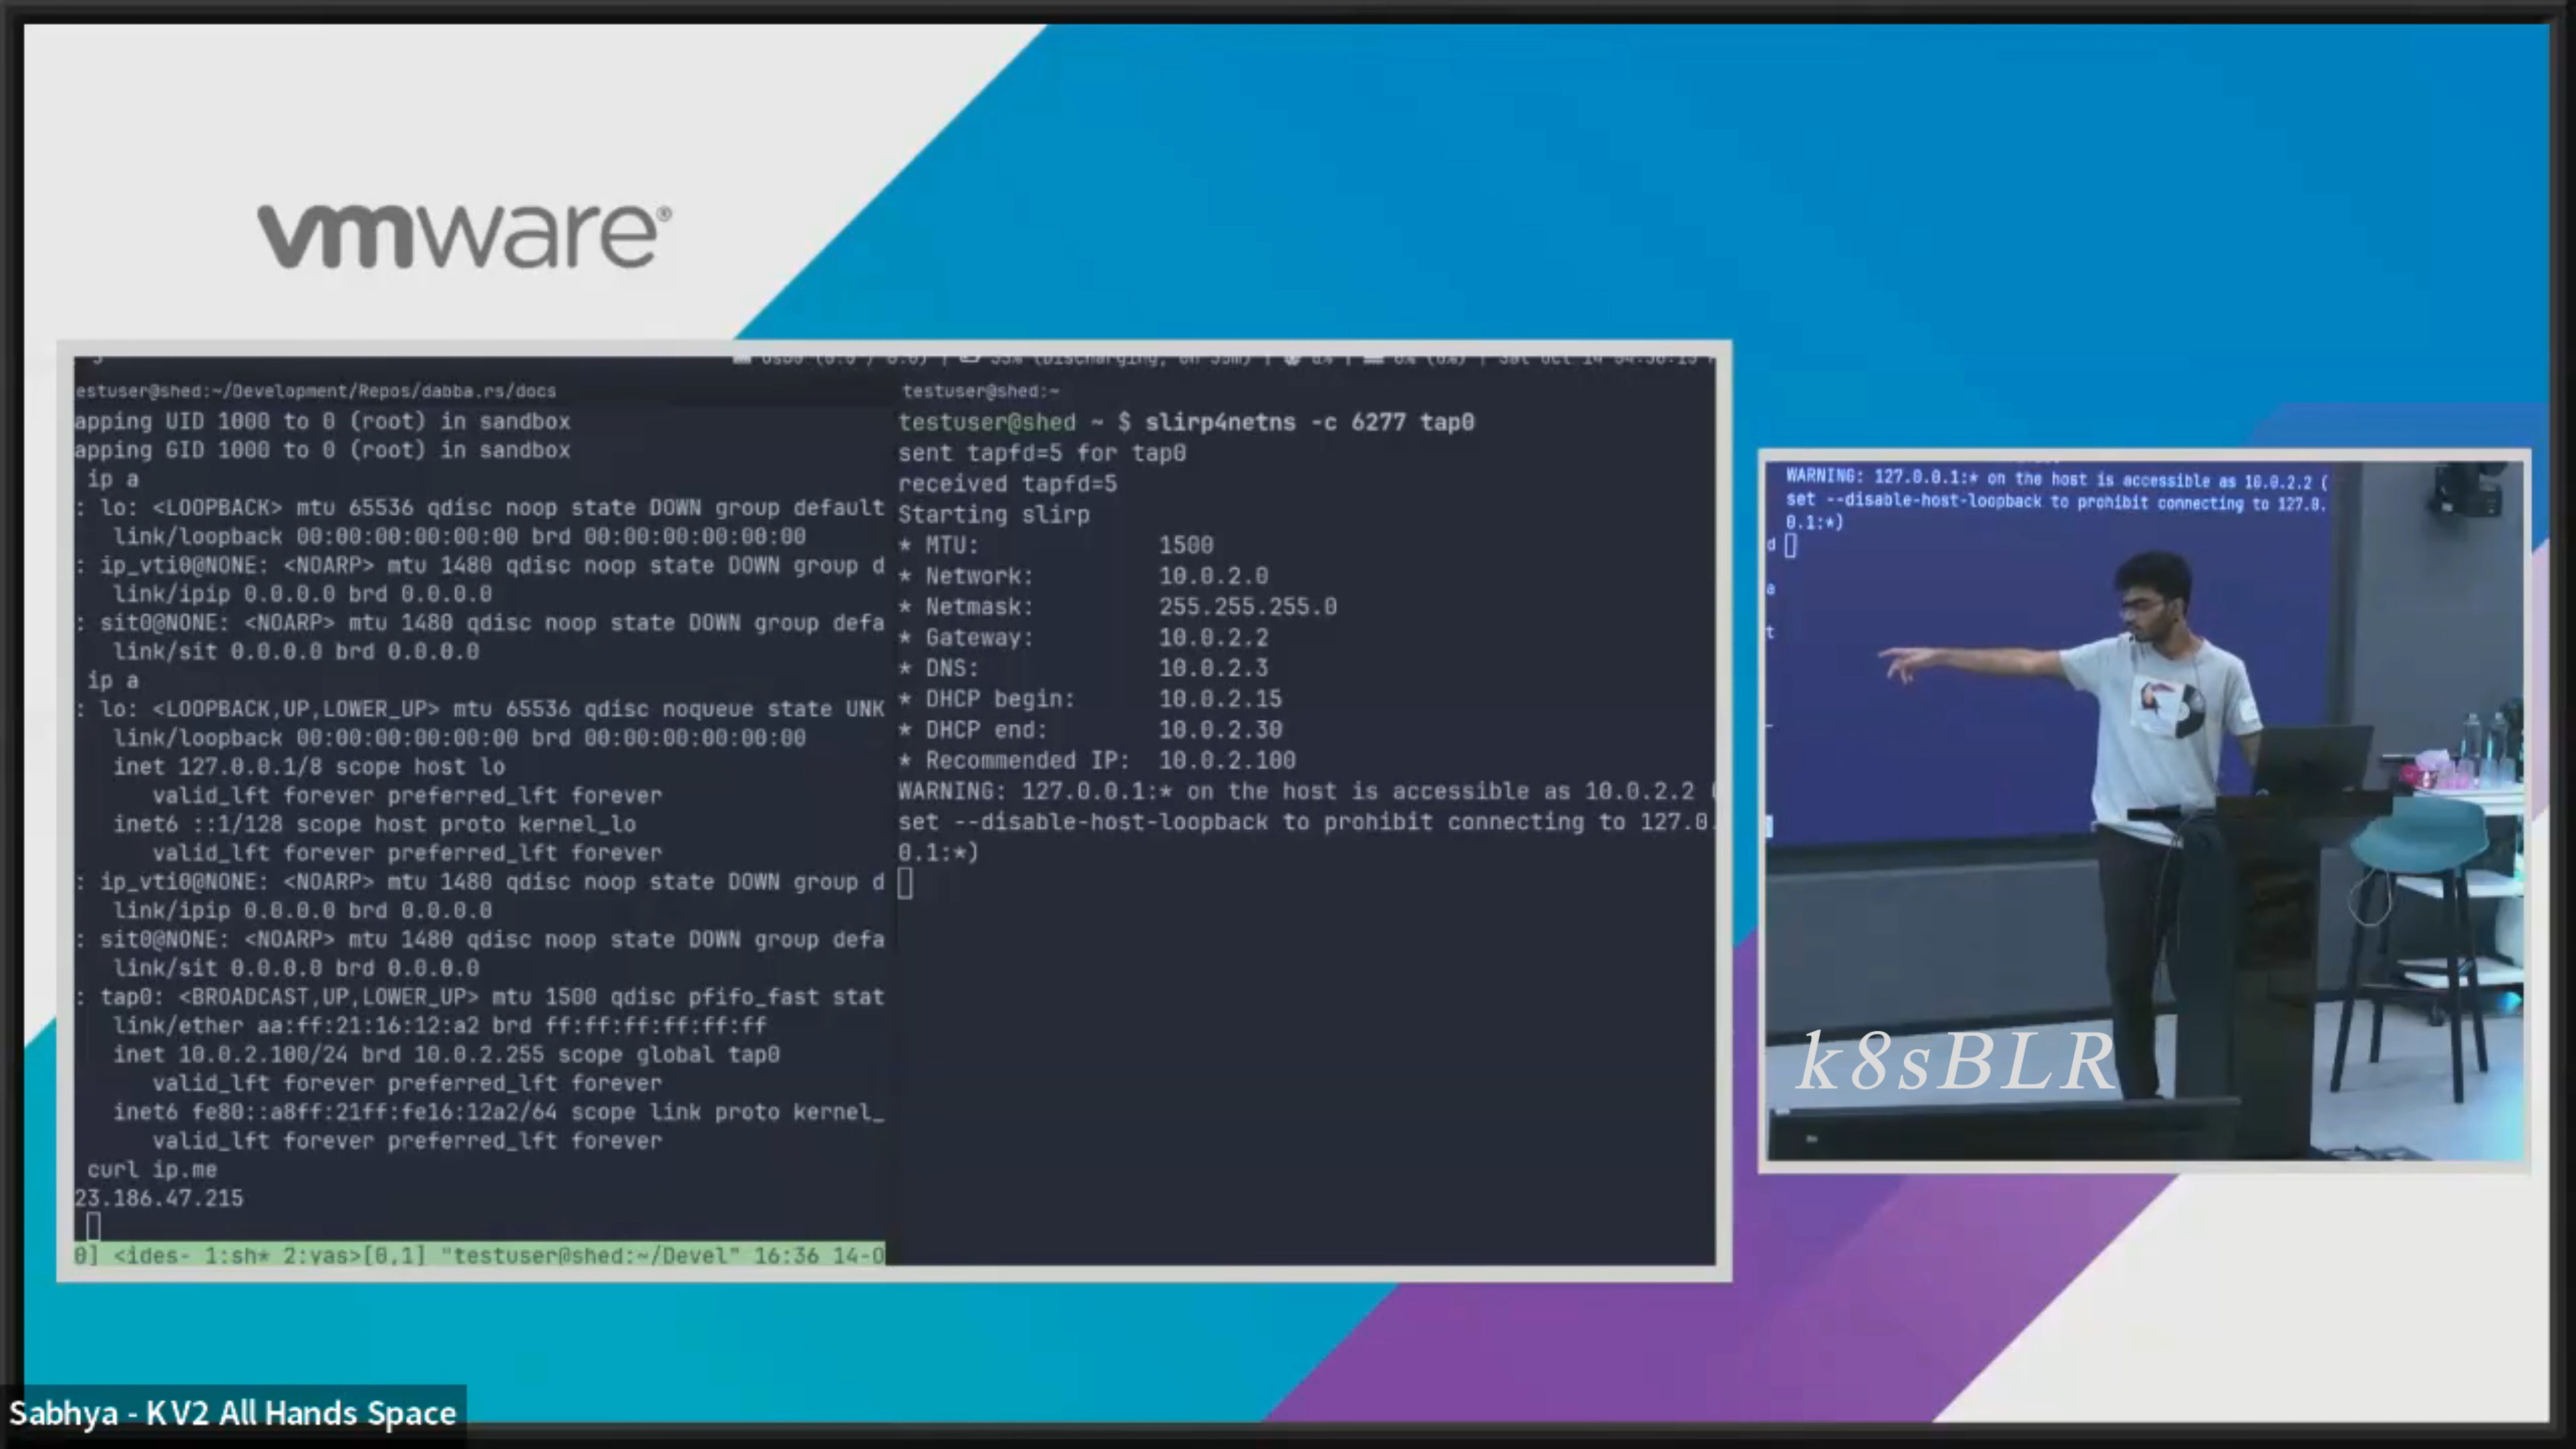 vmware®
estuser@shed:~/Development/Repos/dabba.rs/docs
apping UID 1000 to 0 (root) in sandbox
apping GID 1000 to 0 (root) in sandbox
ip a
: lo: <LOOPBACK> mtu 65536 qdisc noop state DOWN group default
link/loopback 00:00:00:00:00:00 brd 00:00:00:00:00:00
: ip_vti0@NONE: <NOARP> mtu 1480 qdisc noop state DOWN group d
link/ipip 0.0.0.0 brd 0.0.0.0
: sit0@NONE: <NOARP> mtu 1480 qdisc noop state DOWN group defa
link/sit 0.0.0.0 brd 0.0.0.0
ip a
: lo: <LOOPBACK,UP,LOWER_UP> mtu 65536 qdisc noqueue state UNK
link/loopback 00:00:00:00:00:00 brd 00:00:00:00:00:00
inet 127.0.0.1/8 scope host lo
valid_lft forever preferred_lft forever
inet6 ::1/128 scope host proto kernel_lo
valid_lft forever preferred_lft forever
: ip_vti0@NONE: <NOARP> mtu 1480 qdisc noop state DOWN group d
link/ipip 0.0.0.0 brd 0.0.0.0
: sit0@NONE: <NOARP> mtu 1480 qdisc noop state DOWN group defa
link/sit 0.0.0.0 brd 0.0.0.0
: tap0: <BROADCAST,UP,LOWER_UP> mtu 1500 qdisc pfifo_fast stat
link/ether aa:ff:21:16:12:a2 brd ff:ff:ff:ff:ff:ff
inet 10.0.2.100/24 brd 10.0.2.255 scope global tap0
valid_lft forever preferred_lft forever
inet6 fe80::a8ff:21ff:fe16:12a2/64 scope link proto kernel_
valid_lft forever preferred_lft forever
curl ip.me
23.186.47.215
0] <ides- 1:sh* 2:vas>[0,1] "testuser@shed:~/Devel" 16:36 14-O
testuser@shed:~
testuser@shed ~ $ slirp4netns -c 6277 tap0
sent tapfd=5 for tap0
received tapfd=5
Starting slirp
* MTU: 1500
* Network: 10.0.2.0
* Netmask: 255.255.255.0
* Gateway: 10.0.2.2
* DNS: 10.0.2.3
* DHCP begin: 10.0.2.15
* DHCP end: 10.0.2.30
* Recommended IP: 10.0.2.100
WARNING: 127.0.0.1:* on the host is accessible as 10.0.2.2 (
set --disable-host-loopback to prohibit connecting to 127.0.
0.1:*)
WARNING: 127.0.0.1:* on the host is accessible as 10.0.2.2 (
set --disable-host-loopback to prohibit connecting to 127.0.
0.1:*)
d
a
t
k8sBLR
Sabhya - KV2 All Hands Space